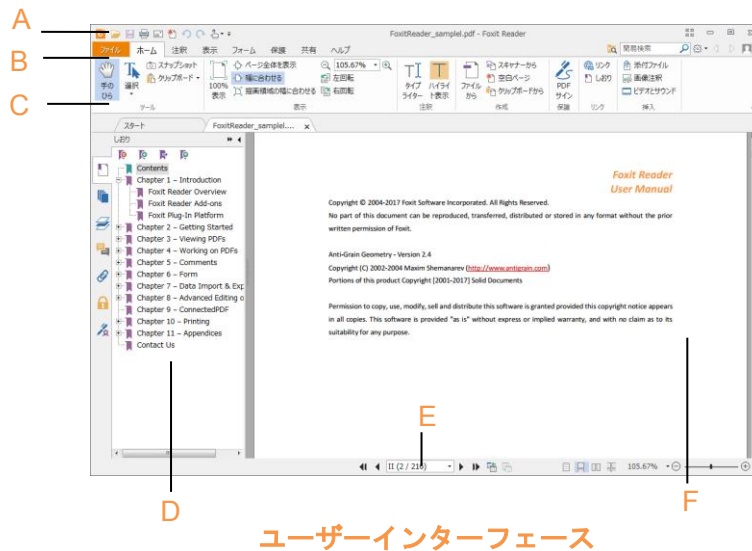 A
FoxitReader_samplel.pdf - Foxit Reader
B
ファイル ホーム 注釈 表示 フォーム 保護 共有 ヘルプ
簡易検索
手のひら
選択
スナップショット
クリップボード
ツール
100% 表示
ページ全体を表示
幅に合わせる
描画領域の幅に合わせる
105.67%
左回転
右回転
表示
タイプライター
ハイライト表示
注釈
ファイルから
スキャナーから
空白ページ
クリップボードから
作成
PDF サイン
保護
リンク
しおり
リンク
添付ファイル
画像注釈
ビデオとサウンド
挿入
C
スタート
FoxitReader_samplel.... x
しおり
Contents
Chapter 1 – Introduction
Foxit Reader Overview
Foxit Reader Add-ons
Foxit Plug-In Platform
Chapter 2 – Getting Started
Chapter 3 – Viewing PDFs
Chapter 4 – Working on PDFs
Chapter 5 – Comments
Chapter 6 – Form
Chapter 7 – Data Import & Exp
Chapter 8 – Advanced Editing o
Chapter 9 – ConnectedPDF
Chapter 10 – Printing
Chapter 11 – Appendices
Contact Us
Foxit Reader
User Manual
Copyright © 2004-2017 Foxit Software Incorporated. All Rights Reserved.
No part of this document can be reproduced, transferred, distributed or stored in any format without the prior
written permission of Foxit.
Anti-Grain Geometry - Version 2.4
Copyright (C) 2002-2004 Maxim Shemanarev (http://www.antigrain.com)
Portions of this product Copyright [2001-2017] Solid Documents
Permission to copy, use, modify, sell and distribute this software is granted provided this copyright notice appears
in all copies. This software is provided "as is" without express or implied warranty, and with no claim as to its
suitability for any purpose.
E
105.67%
D
F
ユーザーインターフェース